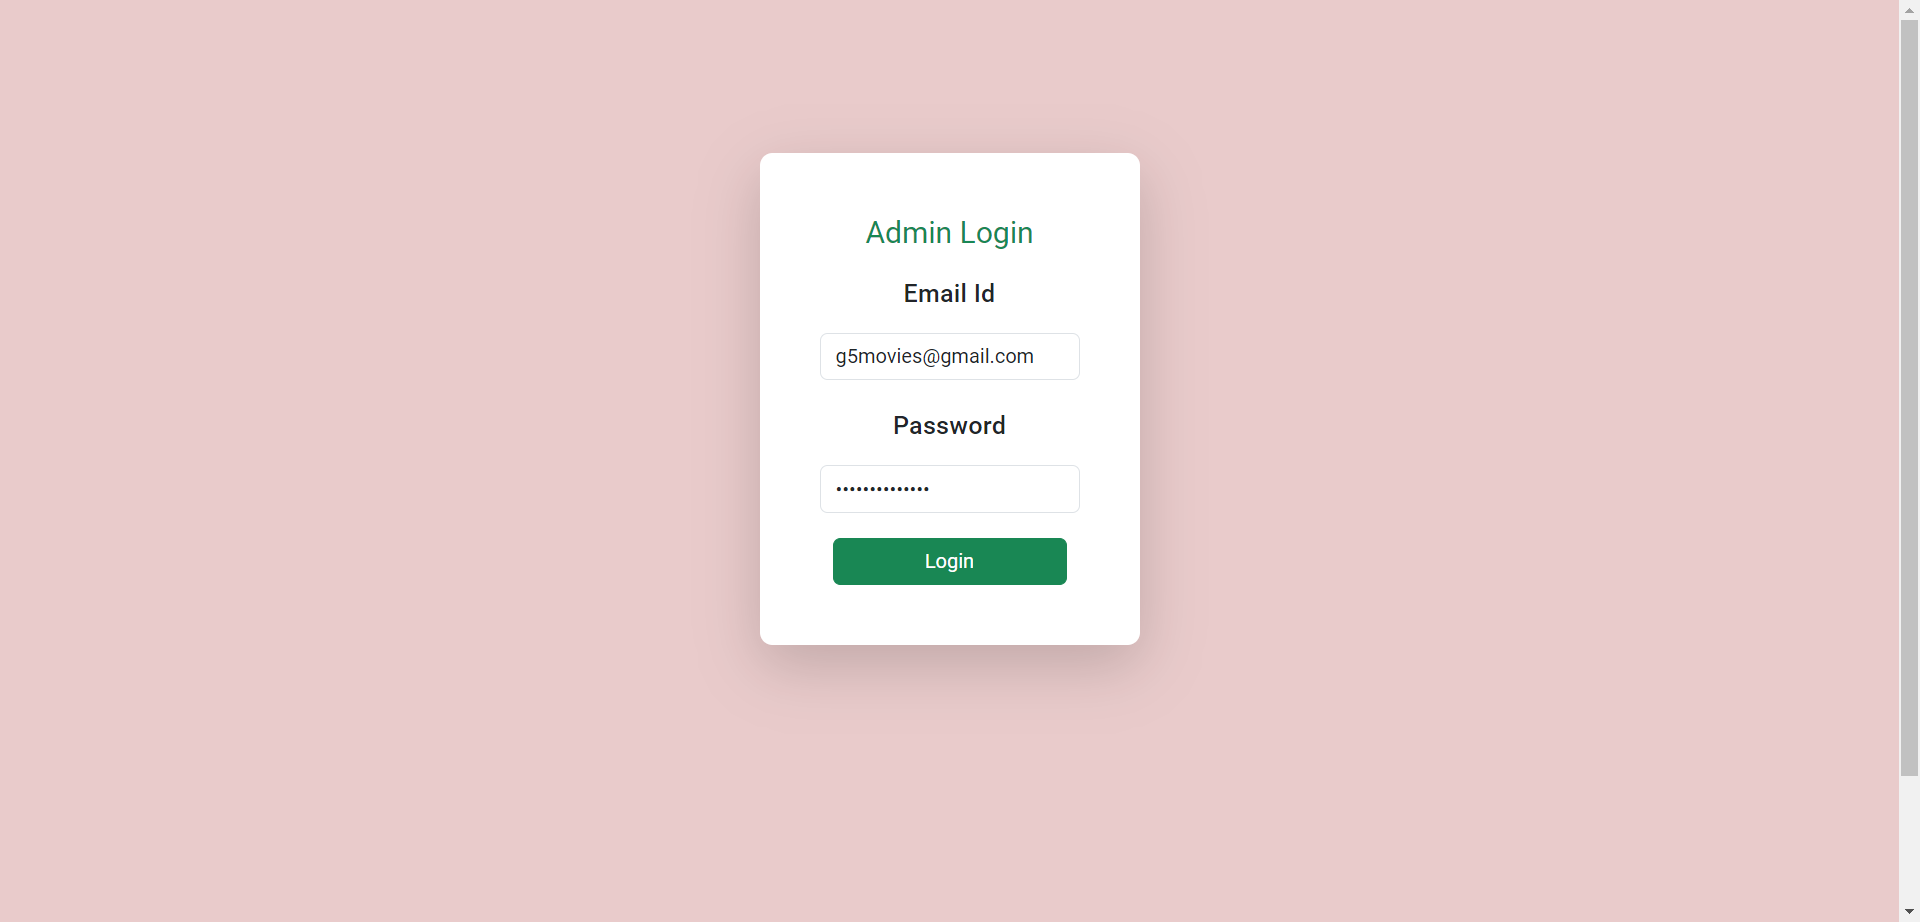 Admin Login
Email Id
g5movies@gmail.com
Password
••••••••••••••
Login